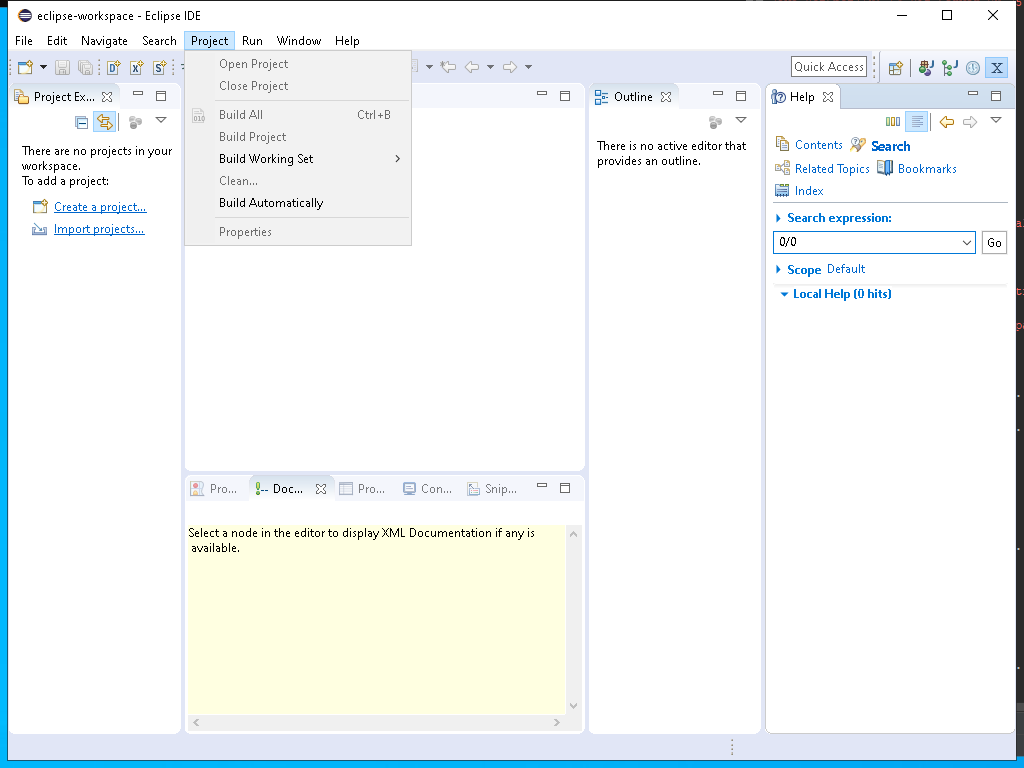 eclipse-workspace - Eclipse IDE
File Edit Navigate Search Project Run Window Help
Quick Access
Open Project
Close Project
Build All Ctrl+B
Build Project
Build Working Set
Clean...
Build Automatically
Properties
Project Ex...
There are no projects in your
workspace.
To add a project:
Create a project...
Import projects...
Outline
There is no active editor that
provides an outline.
Help
Contents Search
Related Topics Bookmarks
Index
Search expression:
0/0 Go
Scope Default
Local Help (0 hits)
Pro... Doc... Pro... Con... Snip...
Select a node in the editor to display XML Documentation if any is
available.